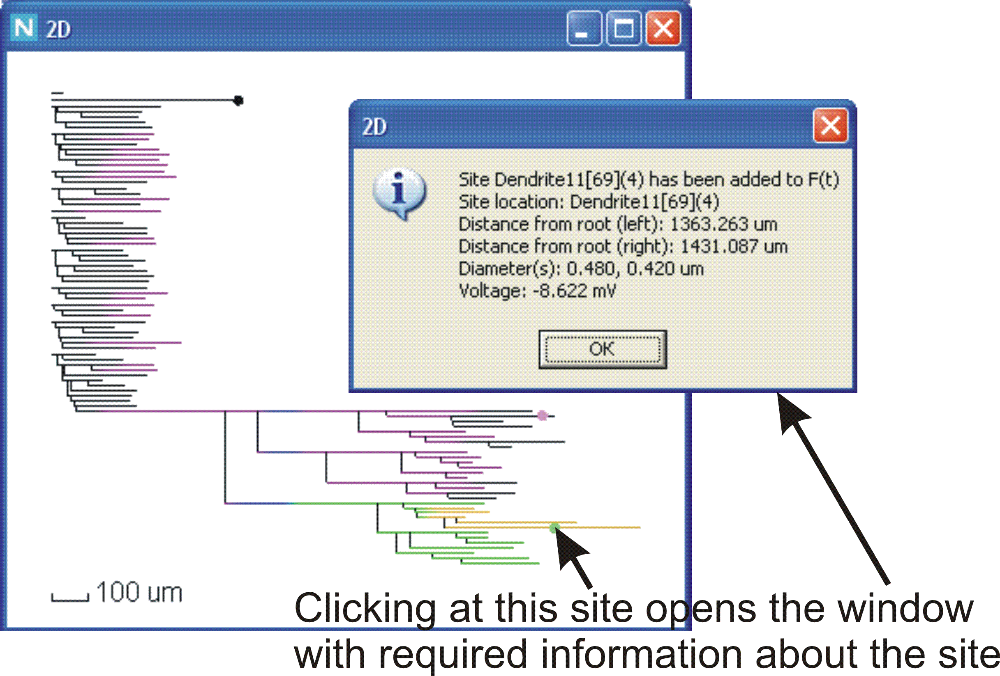 N 2D
2D
Site Dendrite11[69](4) has been added to F(t)
Site location: Dendrite11[69](4)
Distance from root (left): 1363.263 um
Distance from root (right): 1431.087 um
Diameter(s): 0.480, 0.420 um
Voltage: -8.622 mV
OK
100 um
Clicking at this site opens the window
with required information about the site